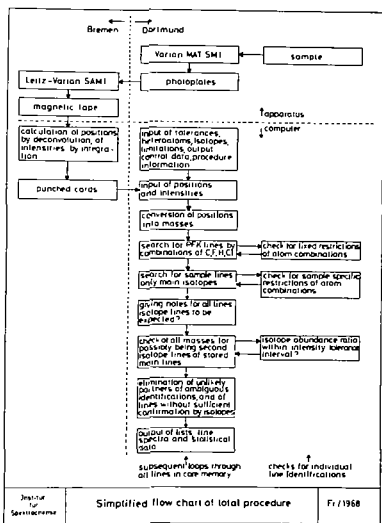 Bremen
Dortmund
Varian MAT SM1
sample
Leitz-Varian SAM1
photoplates
magnetic tape
apparatus
computer
calculation of positions
by deconvolution, of
intensities by integra-
tion
input of tolerances,
heteroatoms, isotopes,
limitations, output
control data, procedure
information
punched cards
input of positions
and intensities
conversion of positions
into masses
search for PFK lines by
combinations of C,F,H,Cl
check for fixed restrictions
of atom combinations
search for sample lines
only main isotopes
check for sample specific
restrictions of atom
combinations.
giving notes for all lines
isotope lines to be
expected?
check of all masses for
possibly being second
isotope lines of stored
main lines
isotope abundance ratio
within intensity tolerance
interval?
elimination of unlikely
partners of ambiguous
identifications, and of
lines without sufficient
confirmation by isotopes
output of lists, line
spectra and statistical
data
subsequent loops through
all lines in core memory
checks for individual
line identifications
Institut
für
Spektrochemie
Simplified flow chart of total procedure
Fr/1968